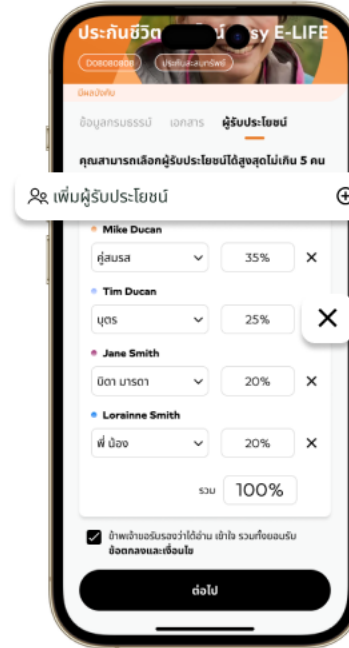 ประกันชีวิต E-LIFE
ประกันสะสมทรัพย์
มีผลบังคับ
ข้อมูลกรมธรรม์ เอกสาร ผู้รับประโยชน์
คุณสามารถเลือกผู้รับประโยชน์ได้สูงสุดไม่เกิน 5 คน
เพิ่มผู้รับประโยชน์
Mike Ducan
คู่สมรส 35%
Tim Ducan
บุตร 25%
Jane Smith
บิดา มารดา 20%
Lorainne Smith
พี่ น้อง 20%
รวม 100%
ข้าพเจ้าขอรับรองว่าได้อ่าน เข้าใจ รวมทั้งยอมรับ
ข้อตกลงและเงื่อนไข
ต่อไป